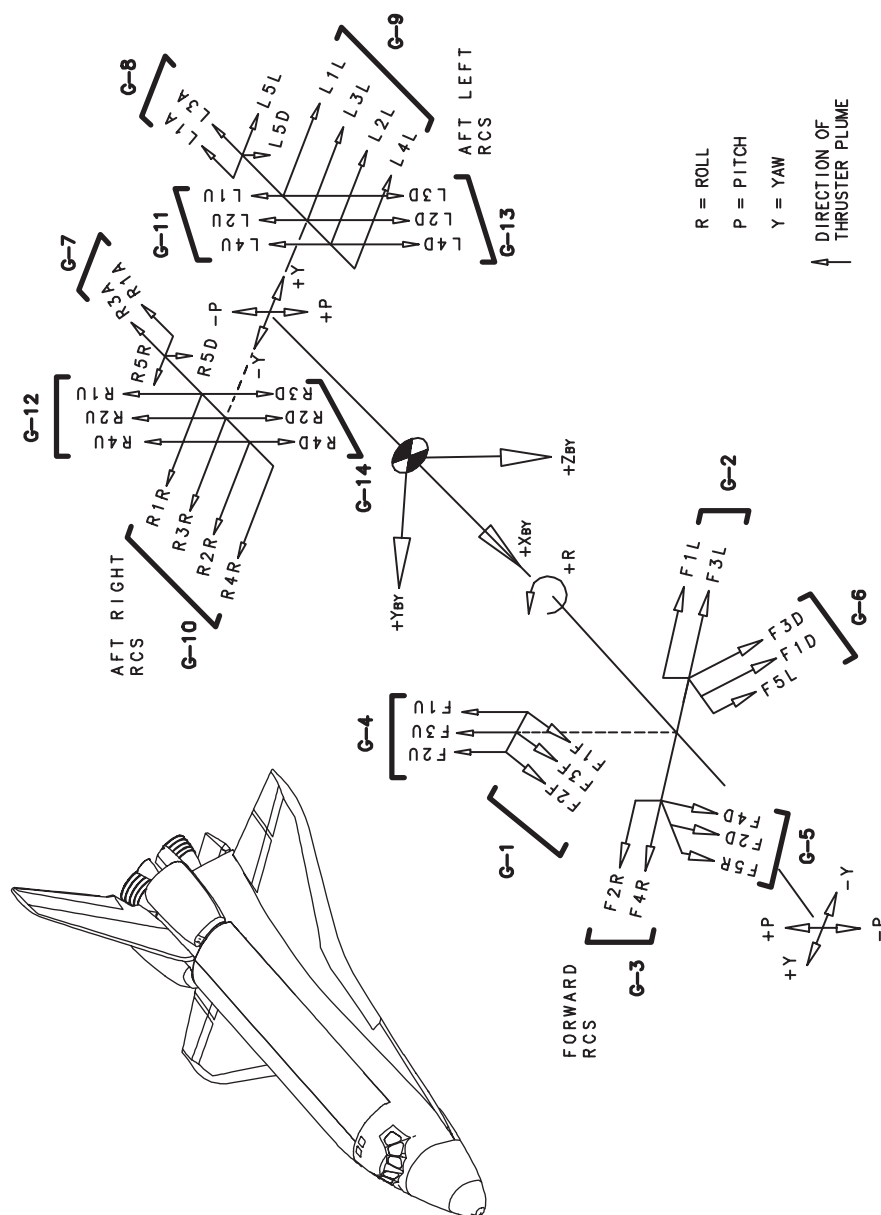 G-8
L1A
L3A
L5L
L5D
G-9
L1L
L3L
L2L
L4L
AFT LEFT
RCS
G-11
L1U
L2U
L4U
L3D
L2D
L4D
G-13
G-7
R3A
R1A
R5R
R5D
-P
+Y
-Y
+P
G-12
R1U
R2U
R4U
R3D
R2D
R4D
G-14
R1R
R3R
R2R
R4R
G-10
AFT RIGHT
RCS
+YBY
+ZBY
+XBY
+R
G-2
F1L
F3L
G-6
F3D
F1D
F5L
G-4
F1U
F3U
F2U
F1F
F3F
F2F
G-1
F2R
F4R
G-3
F4D
F2D
F5R
G-5
FORWARD
RCS
+P
-Y
+Y
-P
R = ROLL
P = PITCH
Y = YAW
DIRECTION OF
THRUSTER PLUME